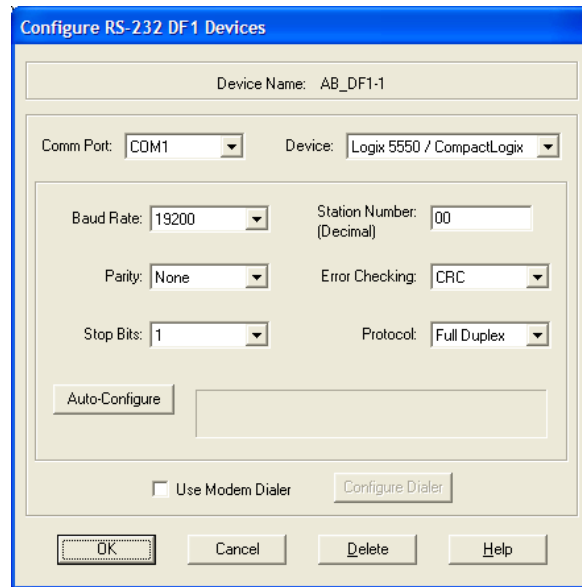 Configure RS-232 DF1 Devices
Device Name: AB_DF1-1
Comm Port: COM1 Device: Logix 5550 / CompactLogix
Baud Rate: 19200 Station Number: 00
(Decimal)
Parity: None Error Checking: CRC
Stop Bits: 1 Protocol: Full Duplex
Auto-Configure
Use Modem Dialer Configure Dialer
OK Cancel Delete Help